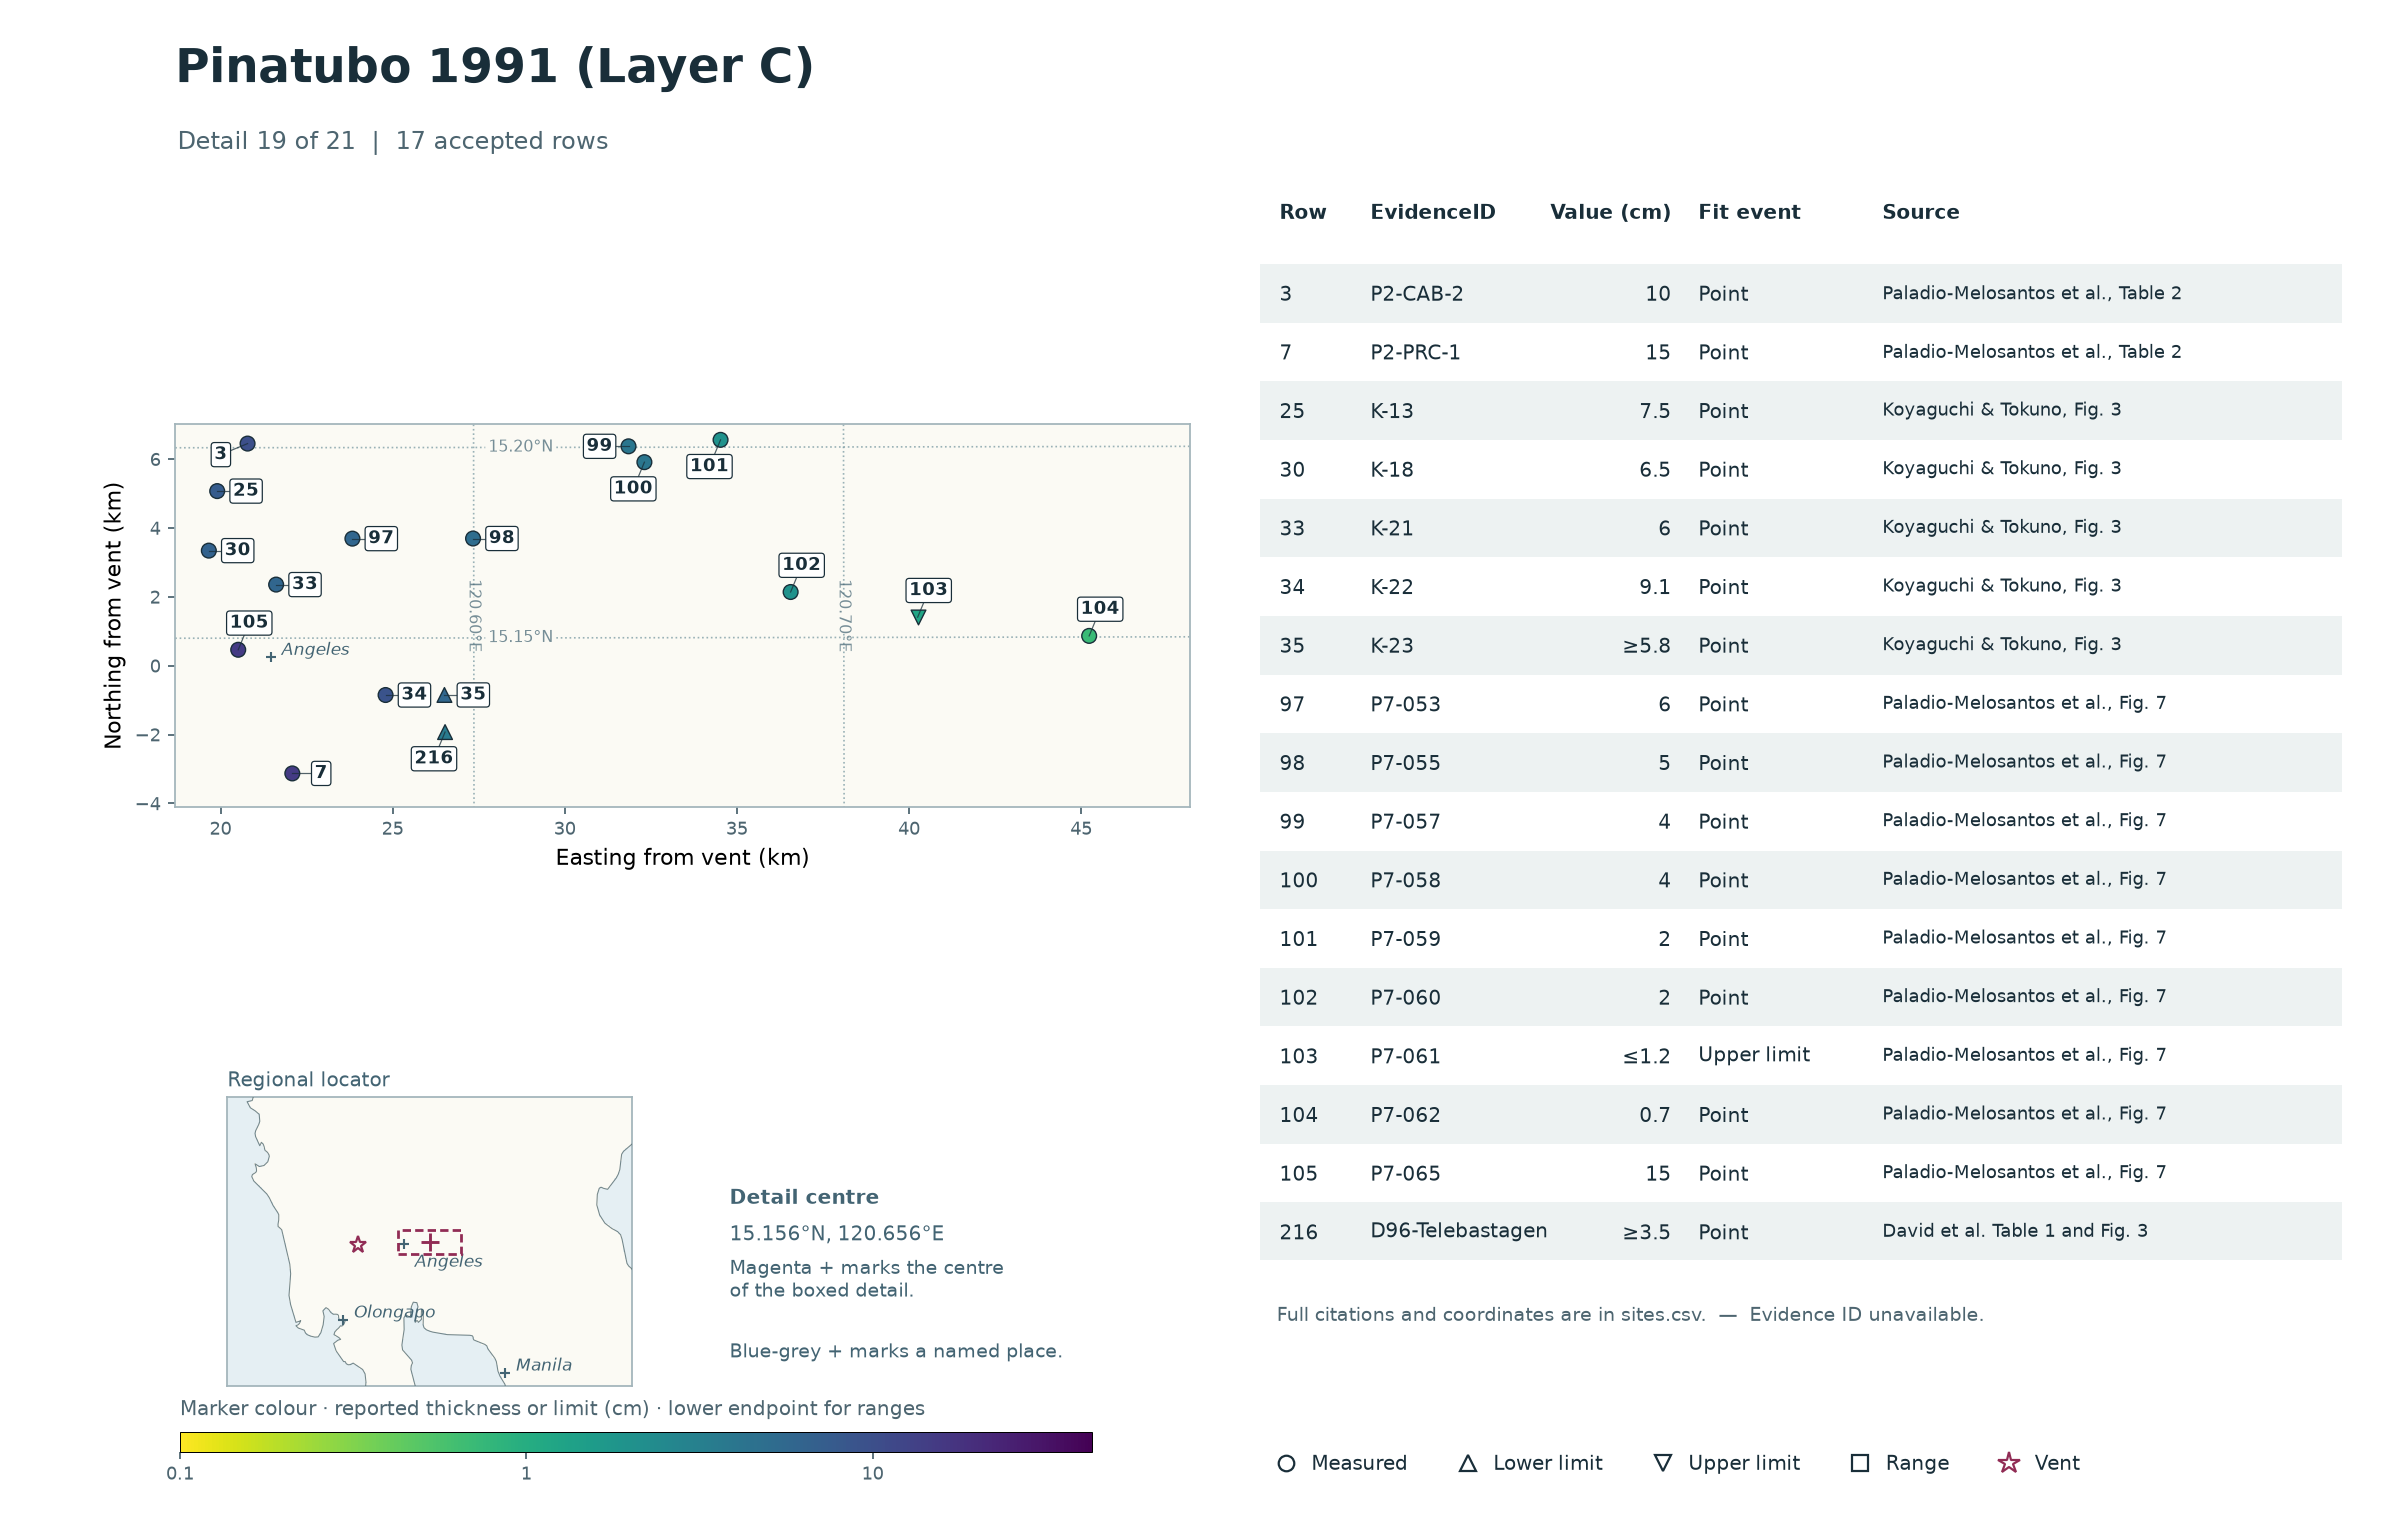 Pinatubo 1991 (Layer C)
Detail 19 of 21 | 17 accepted rows
Row EvidenceID Value (cm) Fit event Source
3 P2-CAB-2 10 Point Paladio-Melosantos et al., Table 2
7 P2-PRC-1 15 Point Paladio-Melosantos et al., Table 2
25 K-13 7.5 Point Koyaguchi & Tokuno, Fig. 3
30 K-18 6.5 Point Koyaguchi & Tokuno, Fig. 3
33 K-21 6 Point Koyaguchi & Tokuno, Fig. 3
34 K-22 9.1 Point Koyaguchi & Tokuno, Fig. 3
35 K-23 ≥5.8 Point Koyaguchi & Tokuno, Fig. 3
97 P7-053 6 Point Paladio-Melosantos et al., Fig. 7
98 P7-055 5 Point Paladio-Melosantos et al., Fig. 7
99 P7-057 4 Point Paladio-Melosantos et al., Fig. 7
100 P7-058 4 Point Paladio-Melosantos et al., Fig. 7
101 P7-059 2 Point Paladio-Melosantos et al., Fig. 7
102 P7-060 2 Point Paladio-Melosantos et al., Fig. 7
103 P7-061 ≤1.2 Upper limit Paladio-Melosantos et al., Fig. 7
104 P7-062 0.7 Point Paladio-Melosantos et al., Fig. 7
105 P7-065 15 Point Paladio-Melosantos et al., Fig. 7
216 D96-Telebastagen ≥3.5 Point David et al. Table 1 and Fig. 3
Full citations and coordinates are in sites.csv. — Evidence ID unavailable.
Measured Lower limit Upper limit Range Vent
Northing from vent (km)
6
4
2
0
−2
−4
20 25 30 35 40 45
Easting from vent (km)
15.20°N
15.15°N
120.60°E
120.70°E
3
99
101
25
100
97
98
30
102
33
103
105
104
Angeles
34
35
216
7
Regional locator
Angeles
Olongapo
Manila
Detail centre
15.156°N, 120.656°E
Magenta + marks the centre
of the boxed detail.
Blue-grey + marks a named place.
Marker colour · reported thickness or limit (cm) · lower endpoint for ranges
0.1 1 10